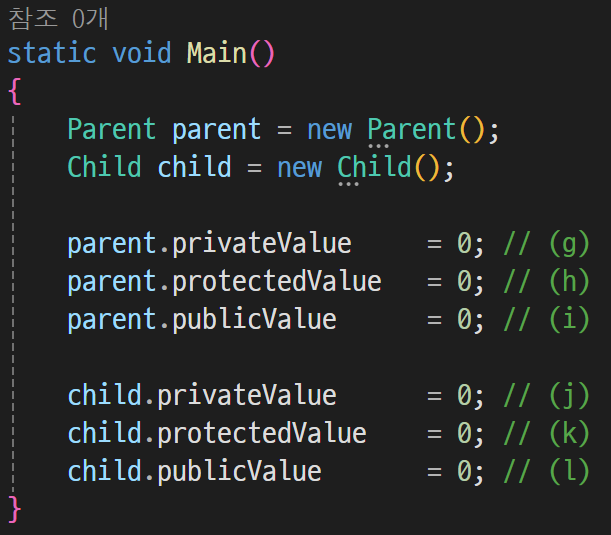 참조 0개
static void Main()
{
Parent parent = new Parent();
Child child = new Child();
parent.privateValue = 0; // (g)
parent.protectedValue = 0; // (h)
parent.publicValue = 0; // (i)
child.privateValue = 0; // (j)
child.protectedValue = 0; // (k)
child.publicValue = 0; // (l)
}